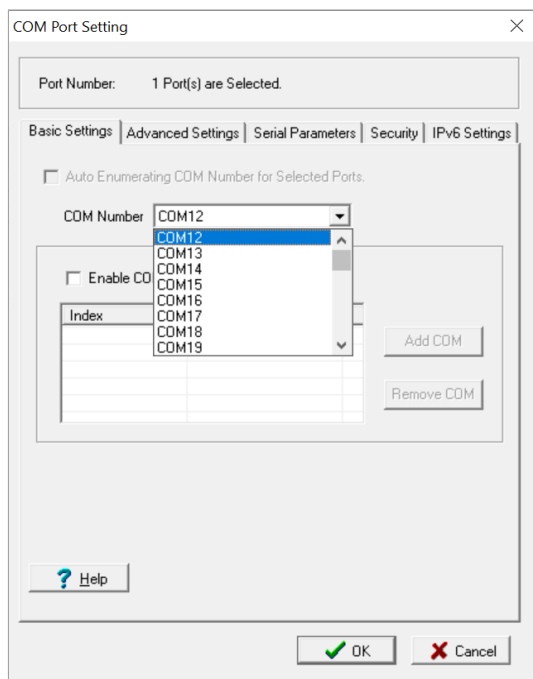 COM Port Setting
Port Number: 1 Port(s) are Selected.
Basic Settings Advanced Settings Serial Parameters Security IPv6 Settings
Auto Enumerating COM Number for Selected Ports.
COM Number COM12
COM12
COM13
COM14
COM15
COM16
COM17
COM18
COM19
Enable CO
Index
Add COM
Remove COM
Help
OK Cancel